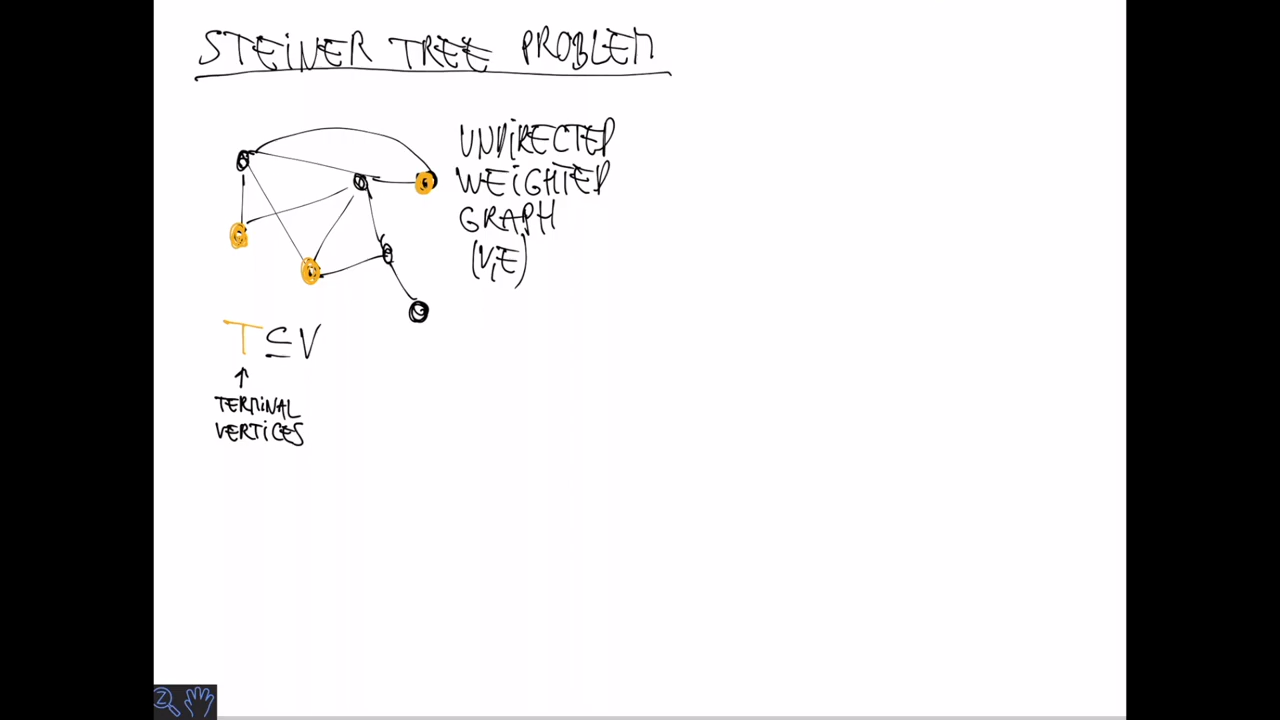 STEINER TREE PROBLEM
UNDIRECTED
WEIGHTED
GRAPH
(V,E)
T ⊆ V
↑
TERMINAL
VERTICES